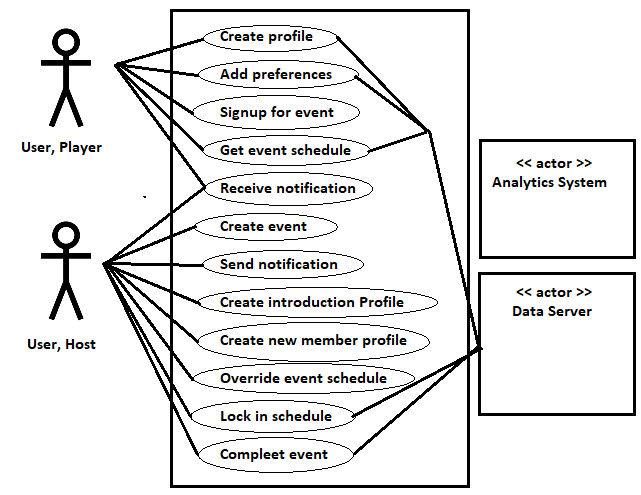 Create profile
Add preferences
Signup for event
User, Player
Get event schedule
<< actor >>
Analytics System
Receive notification
Create event
Send notification
<< actor >>
Data Server
Create introduction Profile
User, Host
Create new member profile
Override event schedule
Lock in schedule
Compleet event